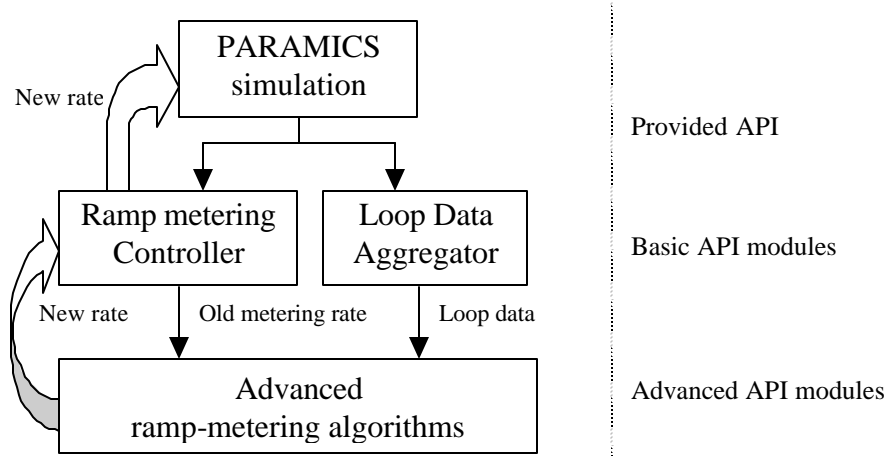 PARAMICS
simulation
New rate
Provided API
Ramp metering
Controller
Loop Data
Aggregator
Basic API modules
New rate
Old metering rate
Loop data
Advanced
ramp-metering algorithms
Advanced API modules